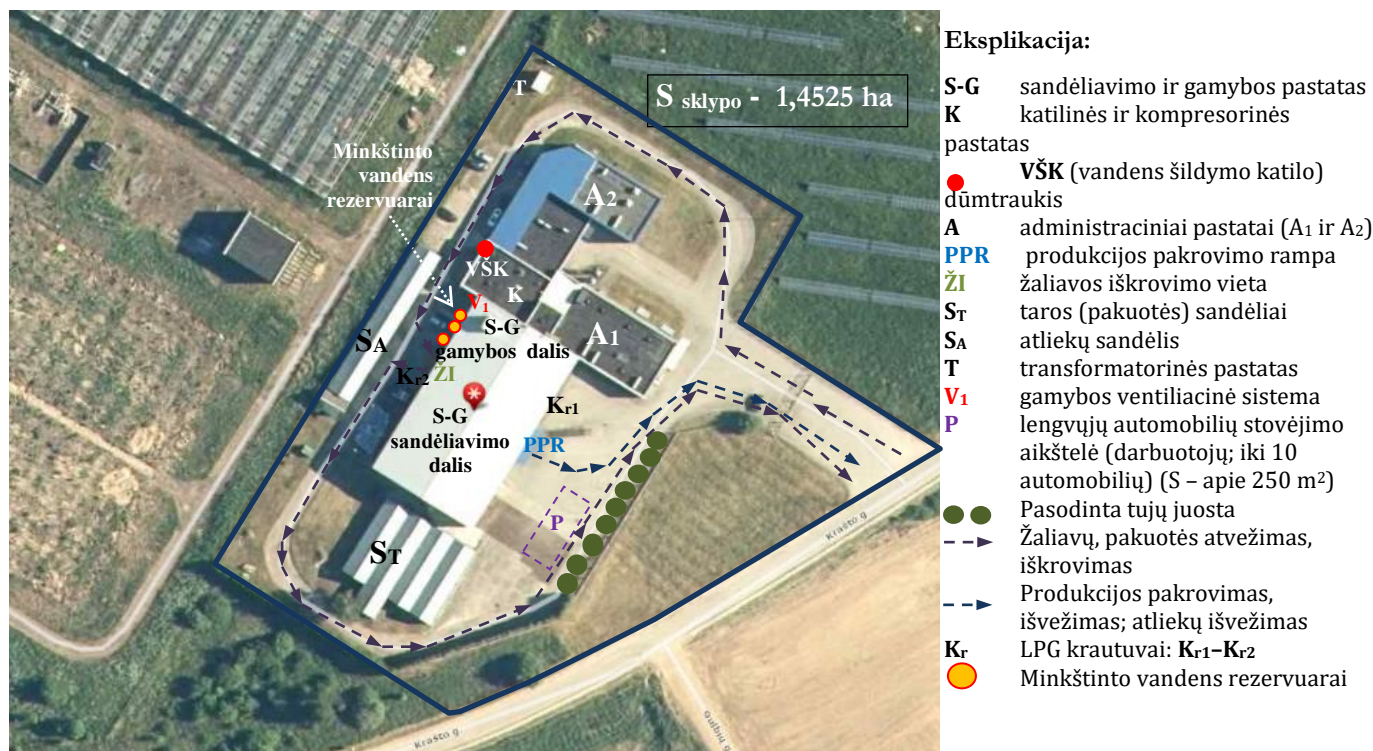 T
S sklypo - 1,4525 ha
Minkštinto
vandens
rezervuarai
A2
VŠK
K
V1
S-G
gamybos dalis
A1
SA
Kr2
ŽI
S-G
sandėliavimo
dalis
Kr1
PPR
P
ST
Krašto g.
Krašto g.
Gulbių g.
Eksplikacija:
S-G sandėliavimo ir gamybos pastatas
K katilinės ir kompresorinės
pastatas
VŠK (vandens šildymo katilo)
dūmtraukis
A administraciniai pastatai (A1 ir A2)
PPR produkcijos pakrovimo rampa
ŽI žaliavos iškrovimo vieta
ST taros (pakuotės) sandėliai
SA atliekų sandėlis
T transformatorinės pastatas
V1 gamybos ventiliacinė sistema
P lengvųjų automobilių stovėjimo
aikštelė (darbuotojų; iki 10
automobilių) (S – apie 250 m²)
Pasodinta tujų juosta
Žaliavų, pakuotės atvežimas,
iškrovimas
Produkcijos pakrovimas,
išvežimas; atliekų išvežimas
Kr LPG krautuvai: Kr1–Kr2
Minkštinto vandens rezervuarai